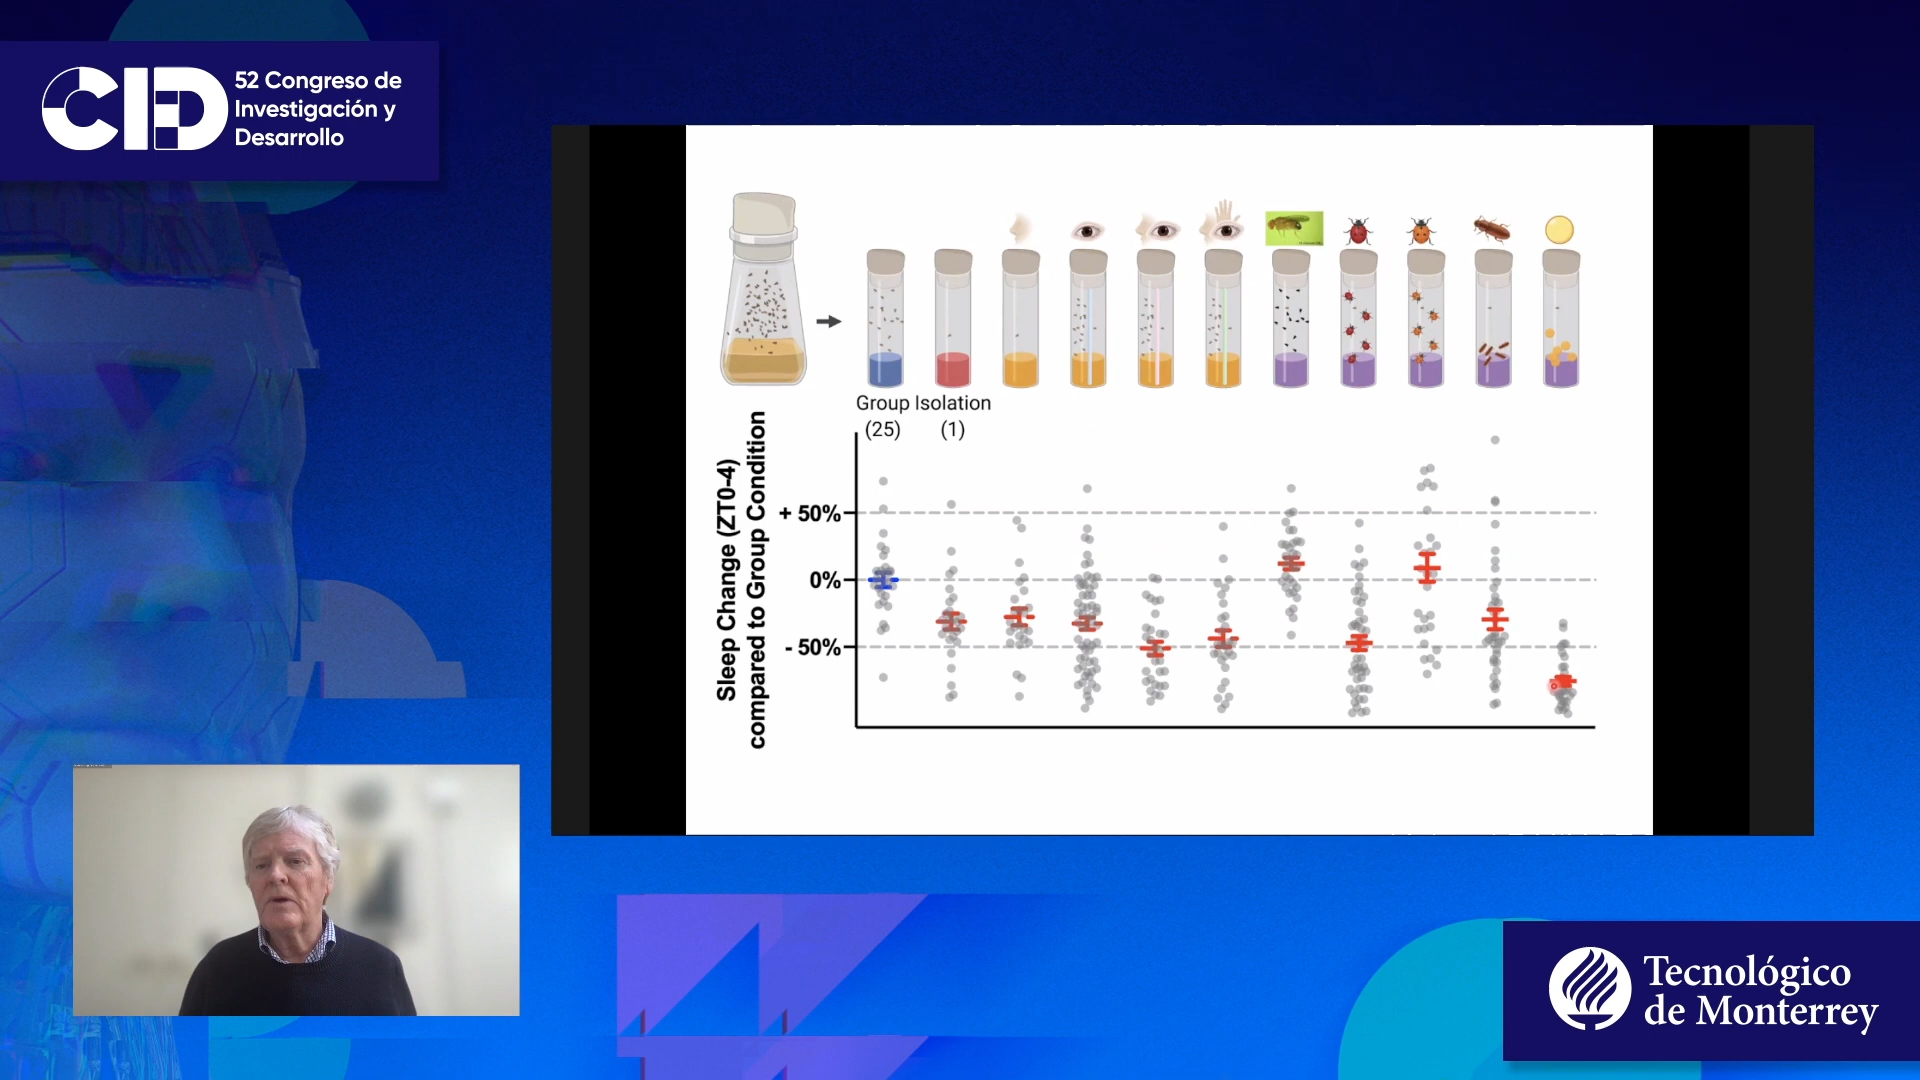 CID
52 Congreso de
Investigación y
Desarrollo
Group Isolation
(25) (1)
Sleep Change (ZT0-4)
compared to Group Condition
+ 50%
0%
- 50%
Tecnológico
de Monterrey